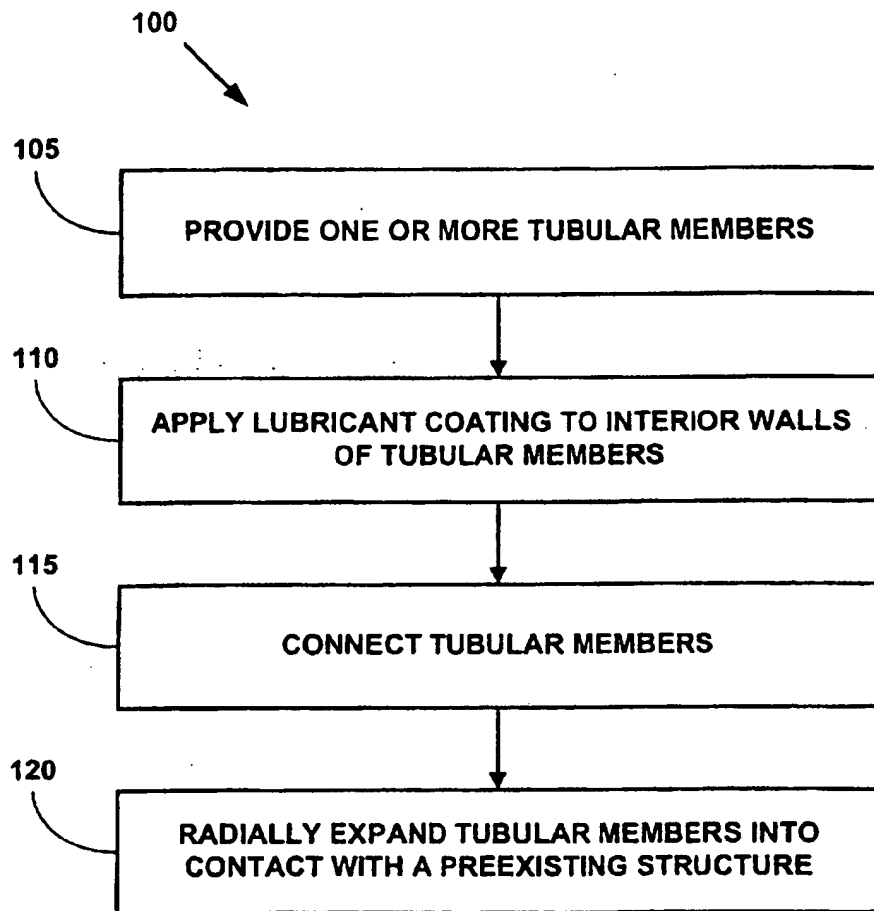 100
105
PROVIDE ONE OR MORE TUBULAR MEMBERS
110
APPLY LUBRICANT COATING TO INTERIOR WALLS
OF TUBULAR MEMBERS
115
CONNECT TUBULAR MEMBERS
120
RADIALLY EXPAND TUBULAR MEMBERS INTO
CONTACT WITH A PREEXISTING STRUCTURE